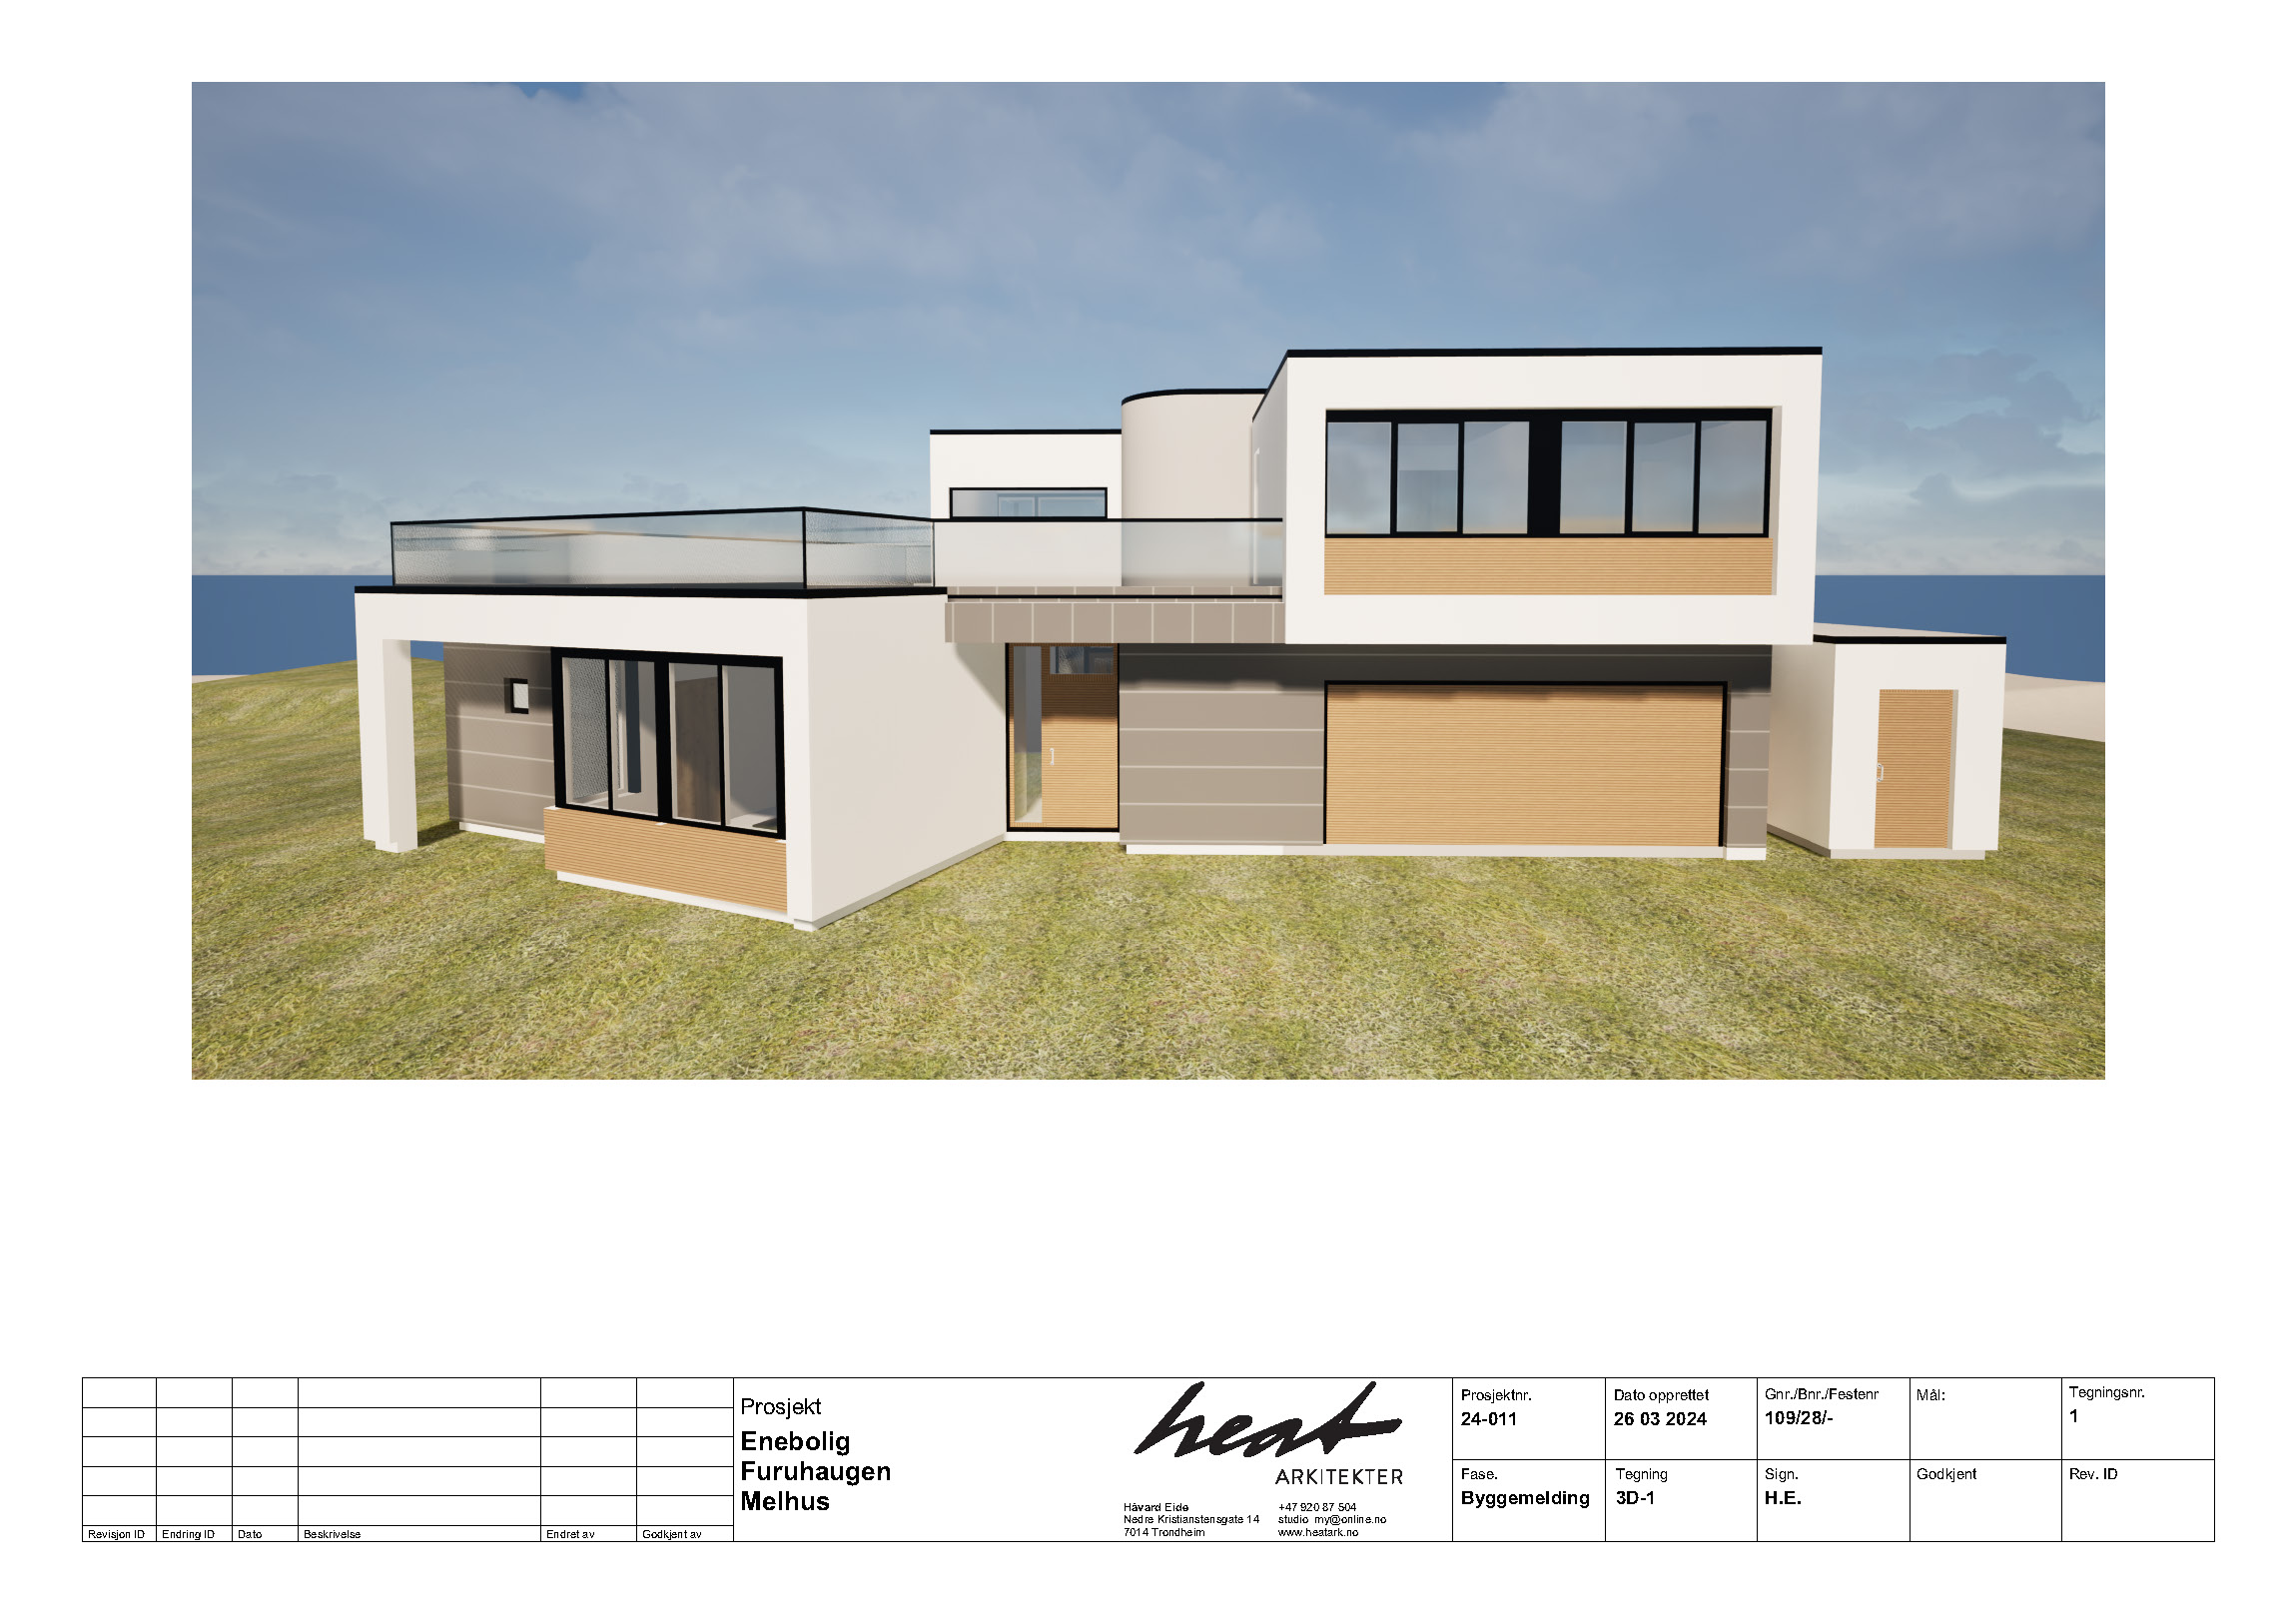 Revisjon ID
Endring ID
Dato
Beskrivelse
Endret av
Godkjent av
Prosjekt
Enebolig
Furuhaugen
Melhus
heat
ARKITEKTER
Håvard Eide
Nedre Kristianstensgate 14
7014 Trondheim
+47 920 87 504
studio_my@online.no
www.heatark.no
Prosjektnr.
24-011
Dato opprettet
26 03 2024
Gnr./Bnr./Festenr
109/28/-
Mål:
Tegningsnr.
1
Fase.
Byggemelding
Tegning
3D-1
Sign.
H.E.
Godkjent
Rev. ID